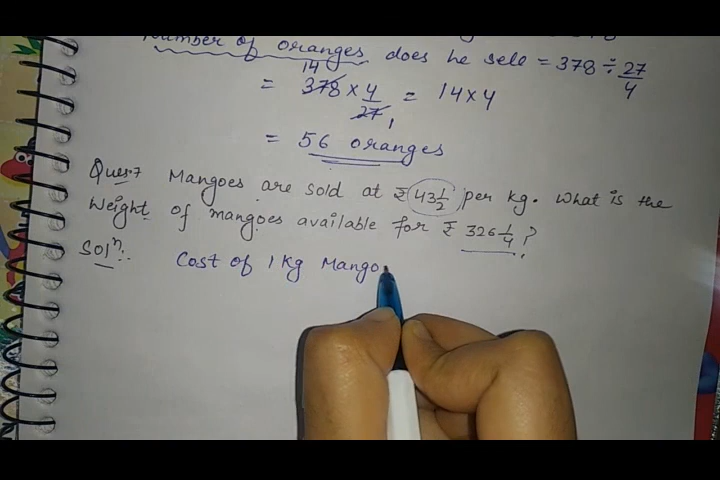 Number of oranges does he sell = 378 ÷ 27/4
= 378 14 × 4/27 1 = 14 × 4
= 56 oranges
Ques:7 Mangoes are sold at ₹ 43 1/2 per kg. What is the
Weight of mangoes available for ₹ 326 1/4?
Solⁿ:. Cost of 1 Kg Mango